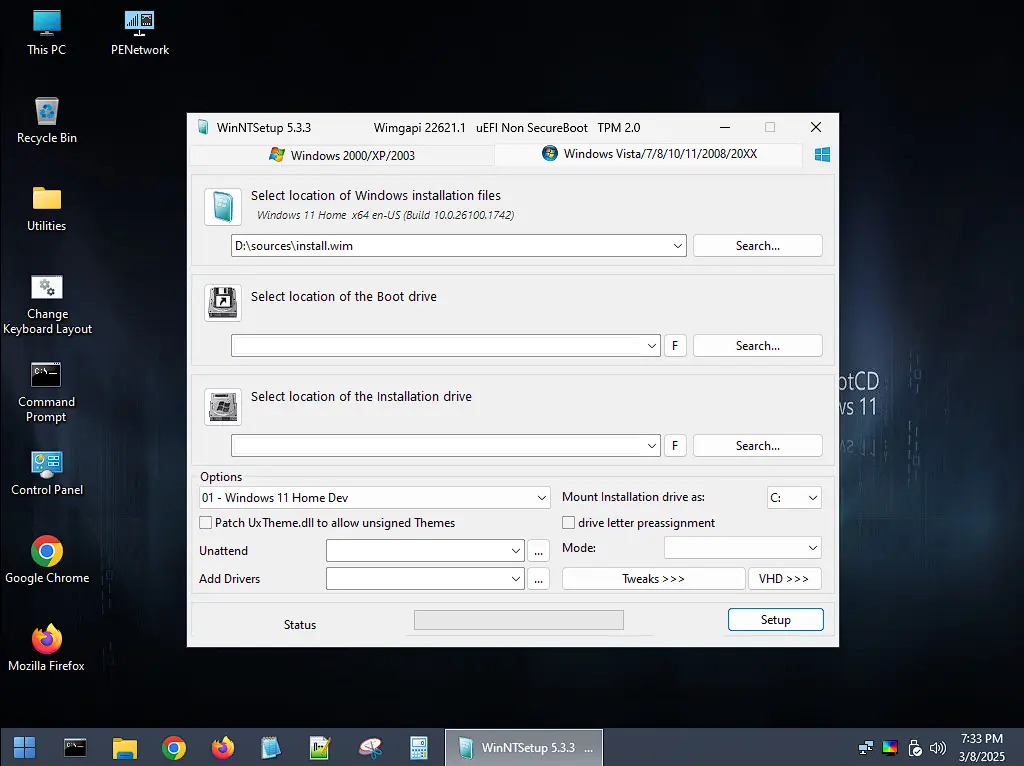 This PC
PENetwork
Recycle Bin
Utilities
Change
Keyboard Layout
Command
Prompt
Control Panel
Google Chrome
Mozilla Firefox
WinNTSetup 5.3.3 Wimgapi 22621.1 uEFI Non SecureBoot TPM 2.0
Windows 2000/XP/2003
Windows Vista/7/8/10/11/2008/20XX
Select location of Windows installation files
Windows 11 Home x64 en-US (Build 10.0.26100.1742)
D:\sources\install.wim
Search...
Select location of the Boot drive
F
Search...
Select location of the Installation drive
F
Search...
Options
01 - Windows 11 Home Dev
Mount Installation drive as:
C:
Patch UxTheme.dll to allow unsigned Themes
drive letter preassignment
Unattend
...
Mode:
Add Drivers
...
Tweaks >>>
VHD >>>
Status
Setup
otCD
ws 11
WinNTSetup 5.3.3 ...
7:33 PM
3/8/2025